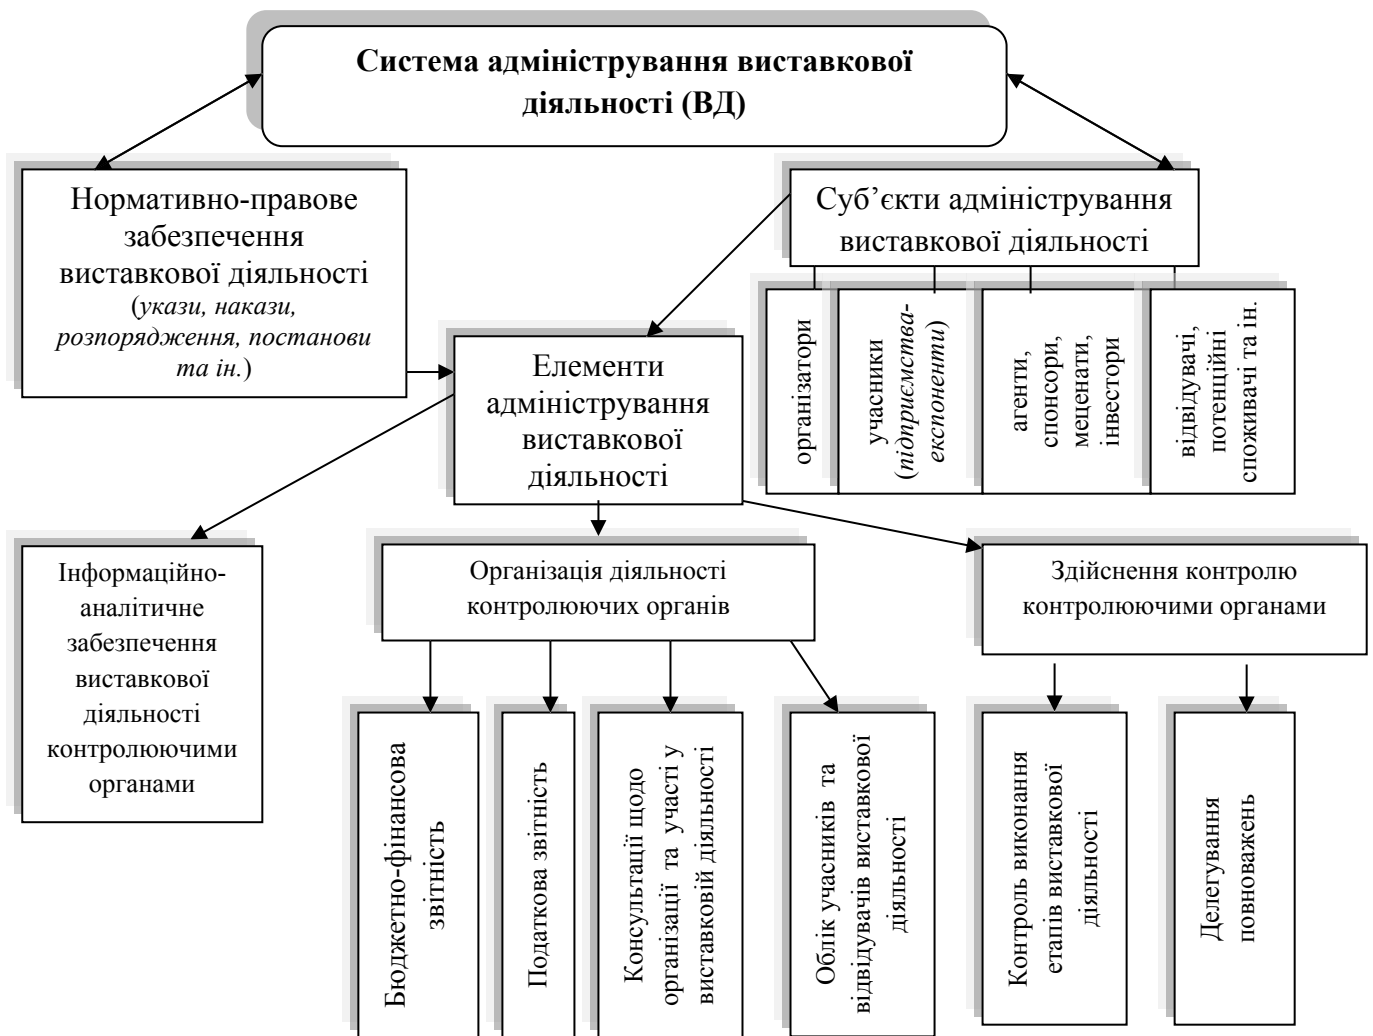 Система адміністрування виставкової
діяльності (ВД)
Нормативно-правове
забезпечення
виставкової діяльності
(укази, накази,
розпорядження, постанови
та ін.)
Суб’єкти адміністрування
виставкової діяльності
організатори
учасники
(підприємства-
експоненти)
агенти,
спонсори,
меценати,
інвестори
відвідувачі,
потенційні
споживачі та ін.
Елементи
адміністрування
виставкової
діяльності
Інформаційно-
аналітичне
забезпечення
виставкової
діяльності
контролюючими
органами
Організація діяльності
контролюючих органів
Здійснення контролю
контролюючими органами
Бюджетно-фінансова
звітність
Податкова звітність
Консультації щодо
організації та участі у
виставковій діяльності
Облік учасників та
відвідувачів виставкової
діяльності
Контроль виконання
етапів виставкової
діяльності
Делегування
повноважень